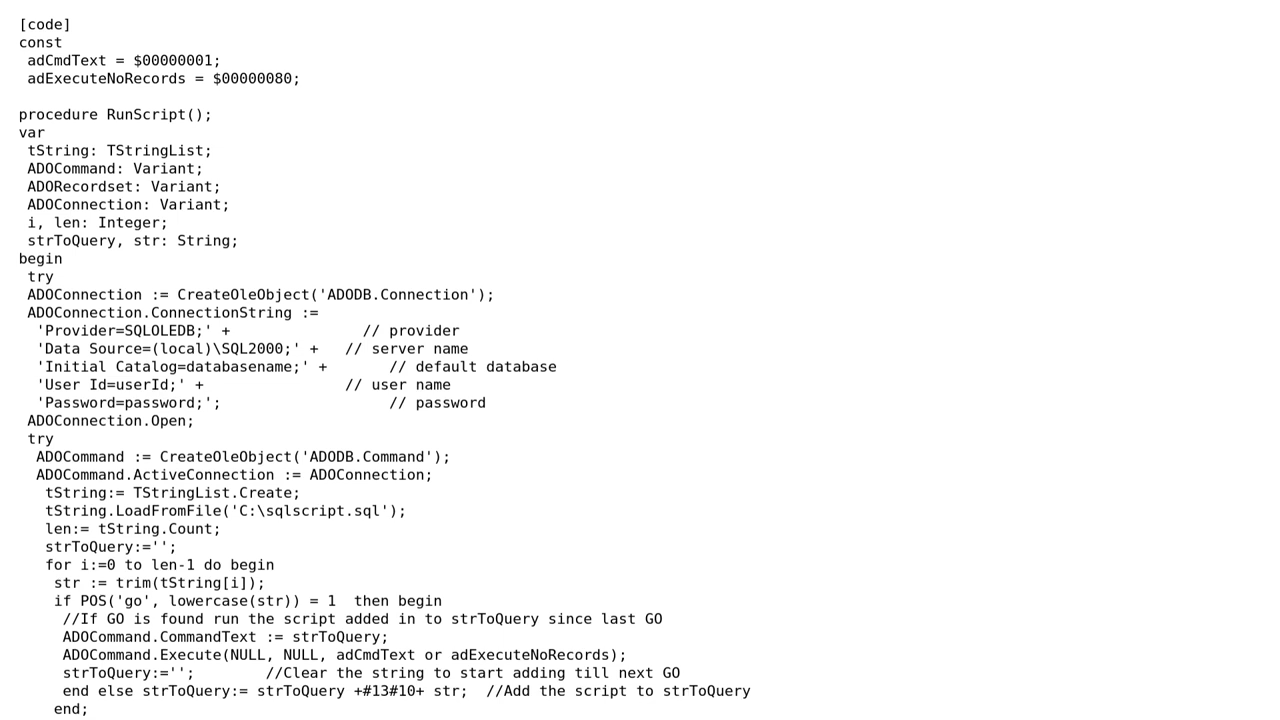 [code]
const
 adCmdText = $00000001;
 adExecuteNoRecords = $00000080;

procedure RunScript();
var
 tString: TStringList;
 ADOCommand: Variant;
 ADORecordset: Variant;
 ADOConnection: Variant;
 i, len: Integer;
 strToQuery, str: String;
begin
 try
 ADOConnection := CreateOleObject('ADODB.Connection');
 ADOConnection.ConnectionString :=
  'Provider=SQLOLEDB;' +               // provider
  'Data Source=(local)\SQL2000;' +   // server name
  'Initial Catalog=databasename;' +       // default database
  'User Id=userId;' +                // user name
  'Password=password;';                   // password
 ADOConnection.Open;
 try
  ADOCommand := CreateOleObject('ADODB.Command');
  ADOCommand.ActiveConnection := ADOConnection;
   tString:= TStringList.Create;
   tString.LoadFromFile('C:\sqlscript.sql');
   len:= tString.Count;
   strToQuery:='';
   for i:=0 to len-1 do begin
    str := trim(tString[i]);
    if POS('go', lowercase(str)) = 1  then begin
     //If GO is found run the script added in to strToQuery since last GO
     ADOCommand.CommandText := strToQuery;
     ADOCommand.Execute(NULL, NULL, adCmdText or adExecuteNoRecords);
     strToQuery:='';        //Clear the string to start adding till next GO
     end else strToQuery:= strToQuery +#13#10+ str;  //Add the script to strToQuery
    end;